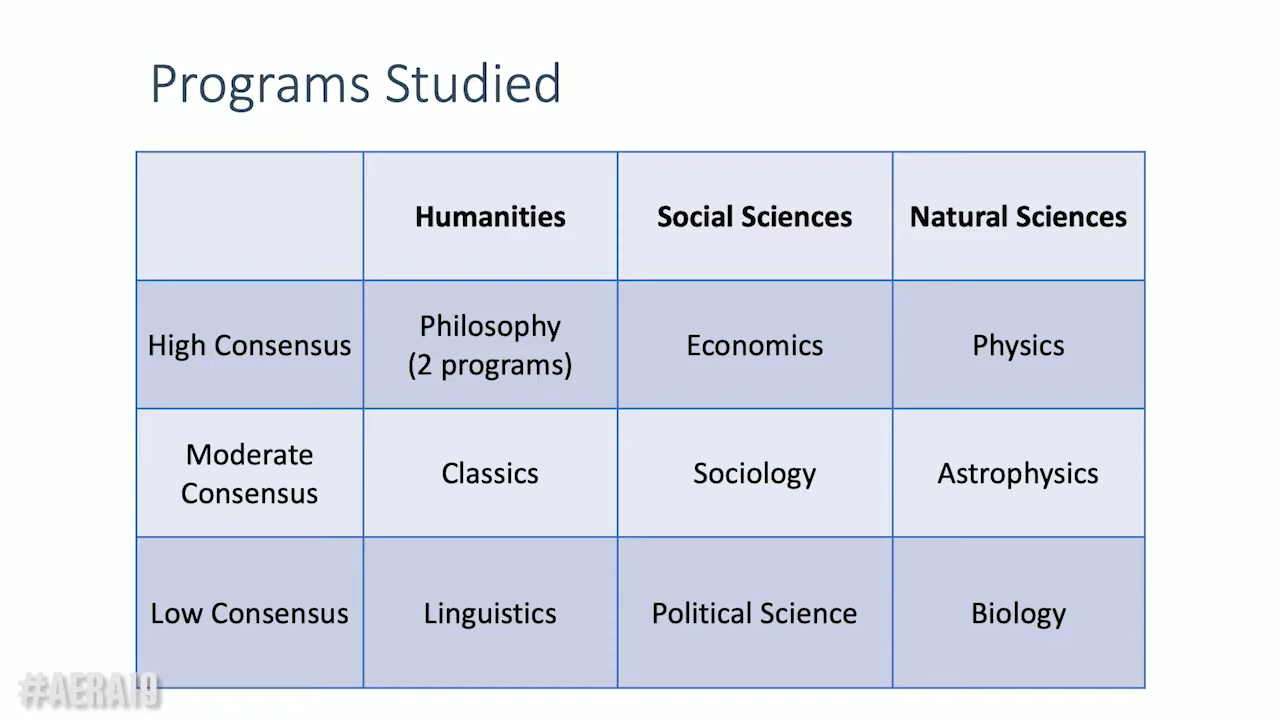 Programs Studied
Humanities
Social Sciences
Natural Sciences
High Consensus
Philosophy
(2 programs)
Economics
Physics
Moderate
Consensus
Classics
Sociology
Astrophysics
Low Consensus
Linguistics
Political Science
Biology
#AERA19